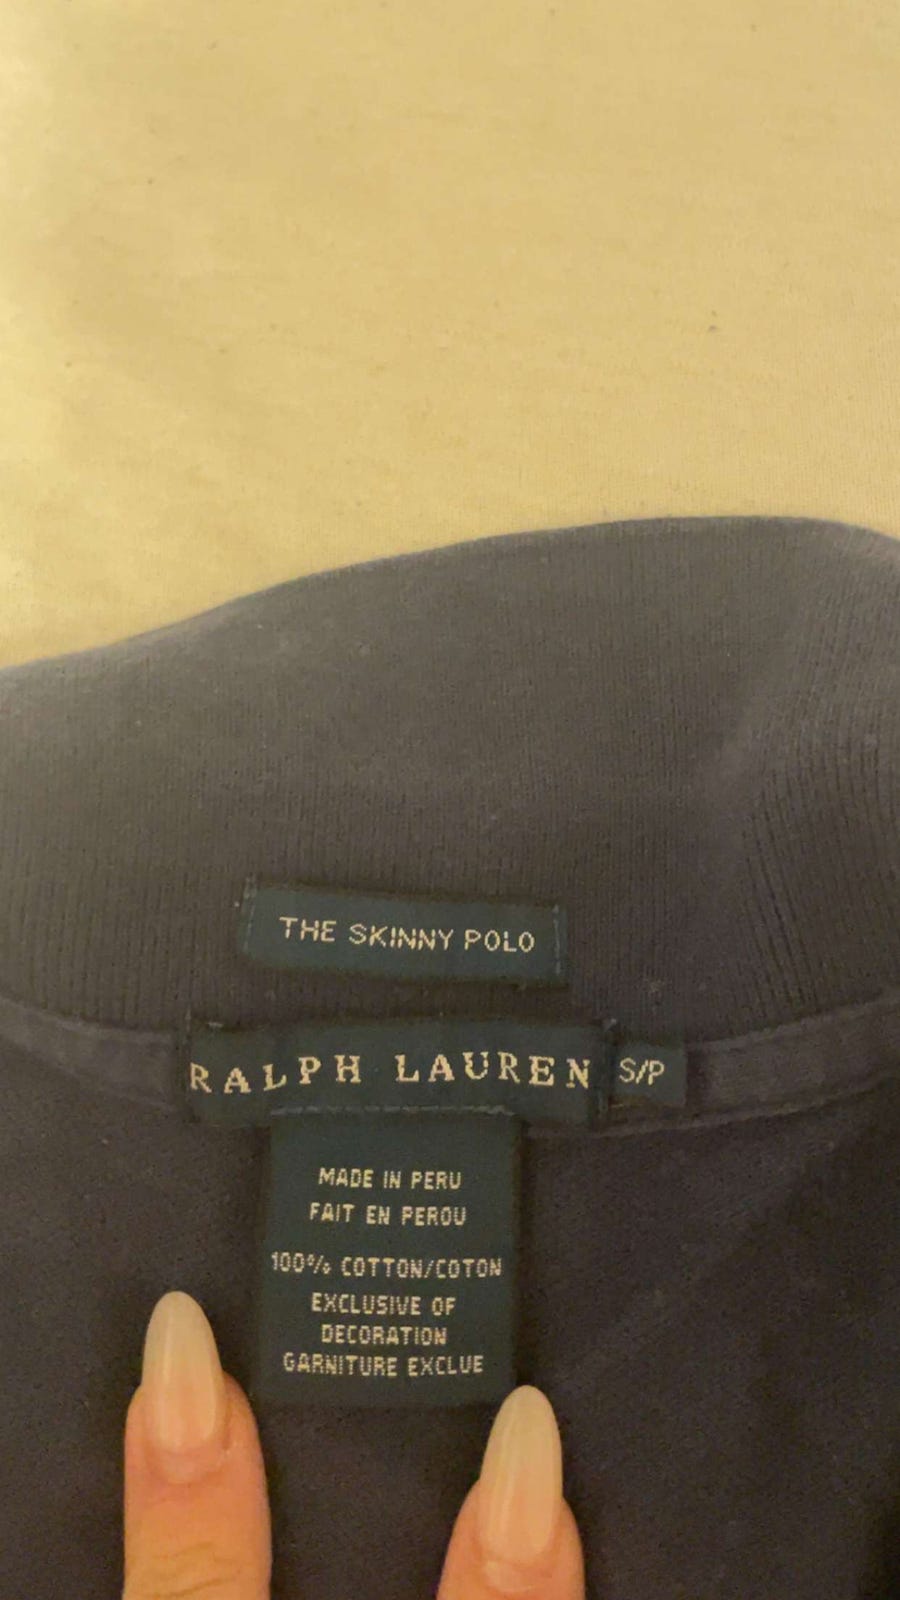 THE SKINNY POLO
RALPH LAUREN S/P
MADE IN PERU
FAIT EN PEROU
100% COTTON/COTON
EXCLUSIVE OF
DECORATION
GARNITURE EXCLUE